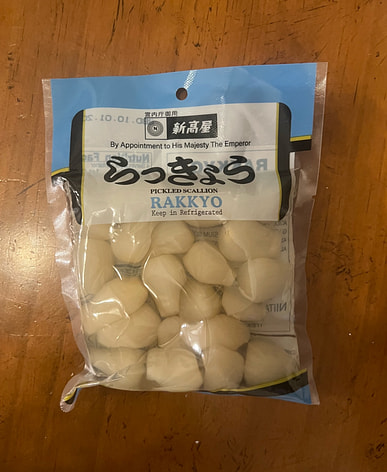 宮内庁御用
新高屋
By Appointment to His Majesty The Emperor
らっきょう
PICKLED SCALLION
RAKKYO
Keep in Refrigerated